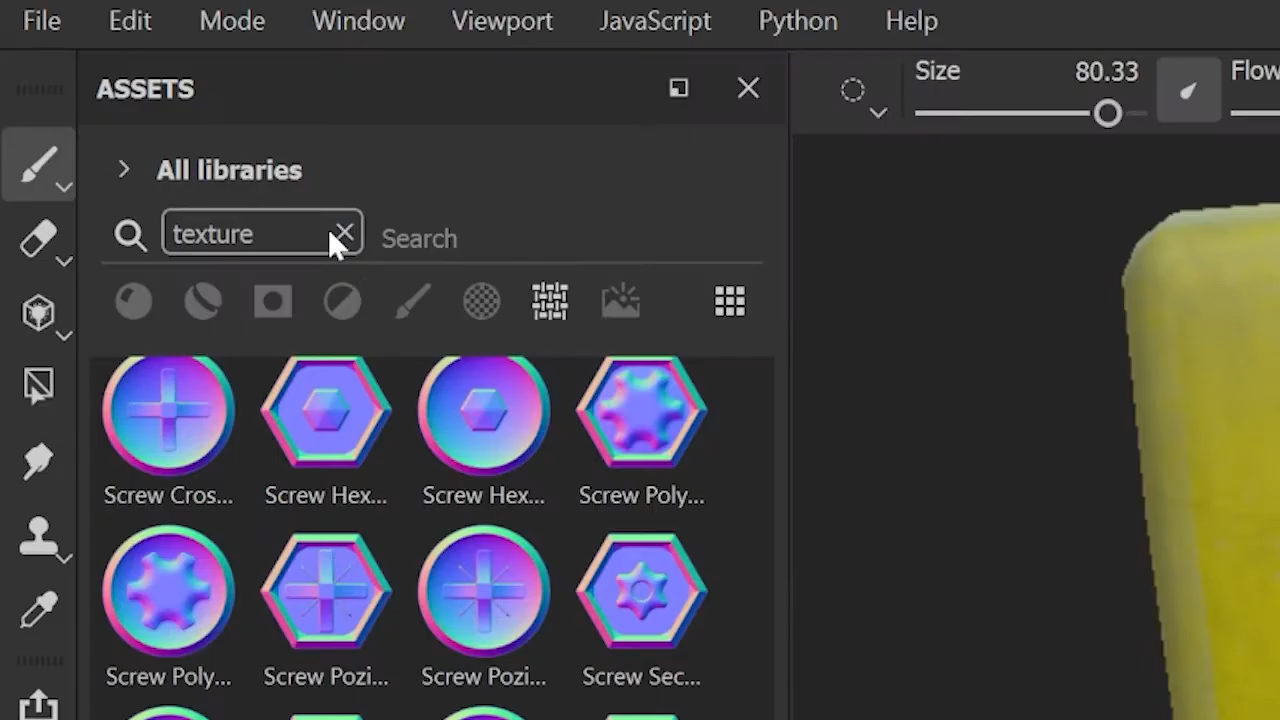 File Edit Mode Window Viewport JavaScript Python Help
ASSETS
Size 80.33 Flow
All libraries
texture Search
Screw Cros... Screw Hex... Screw Hex... Screw Poly...
Screw Poly... Screw Pozi... Screw Pozi... Screw Sec...